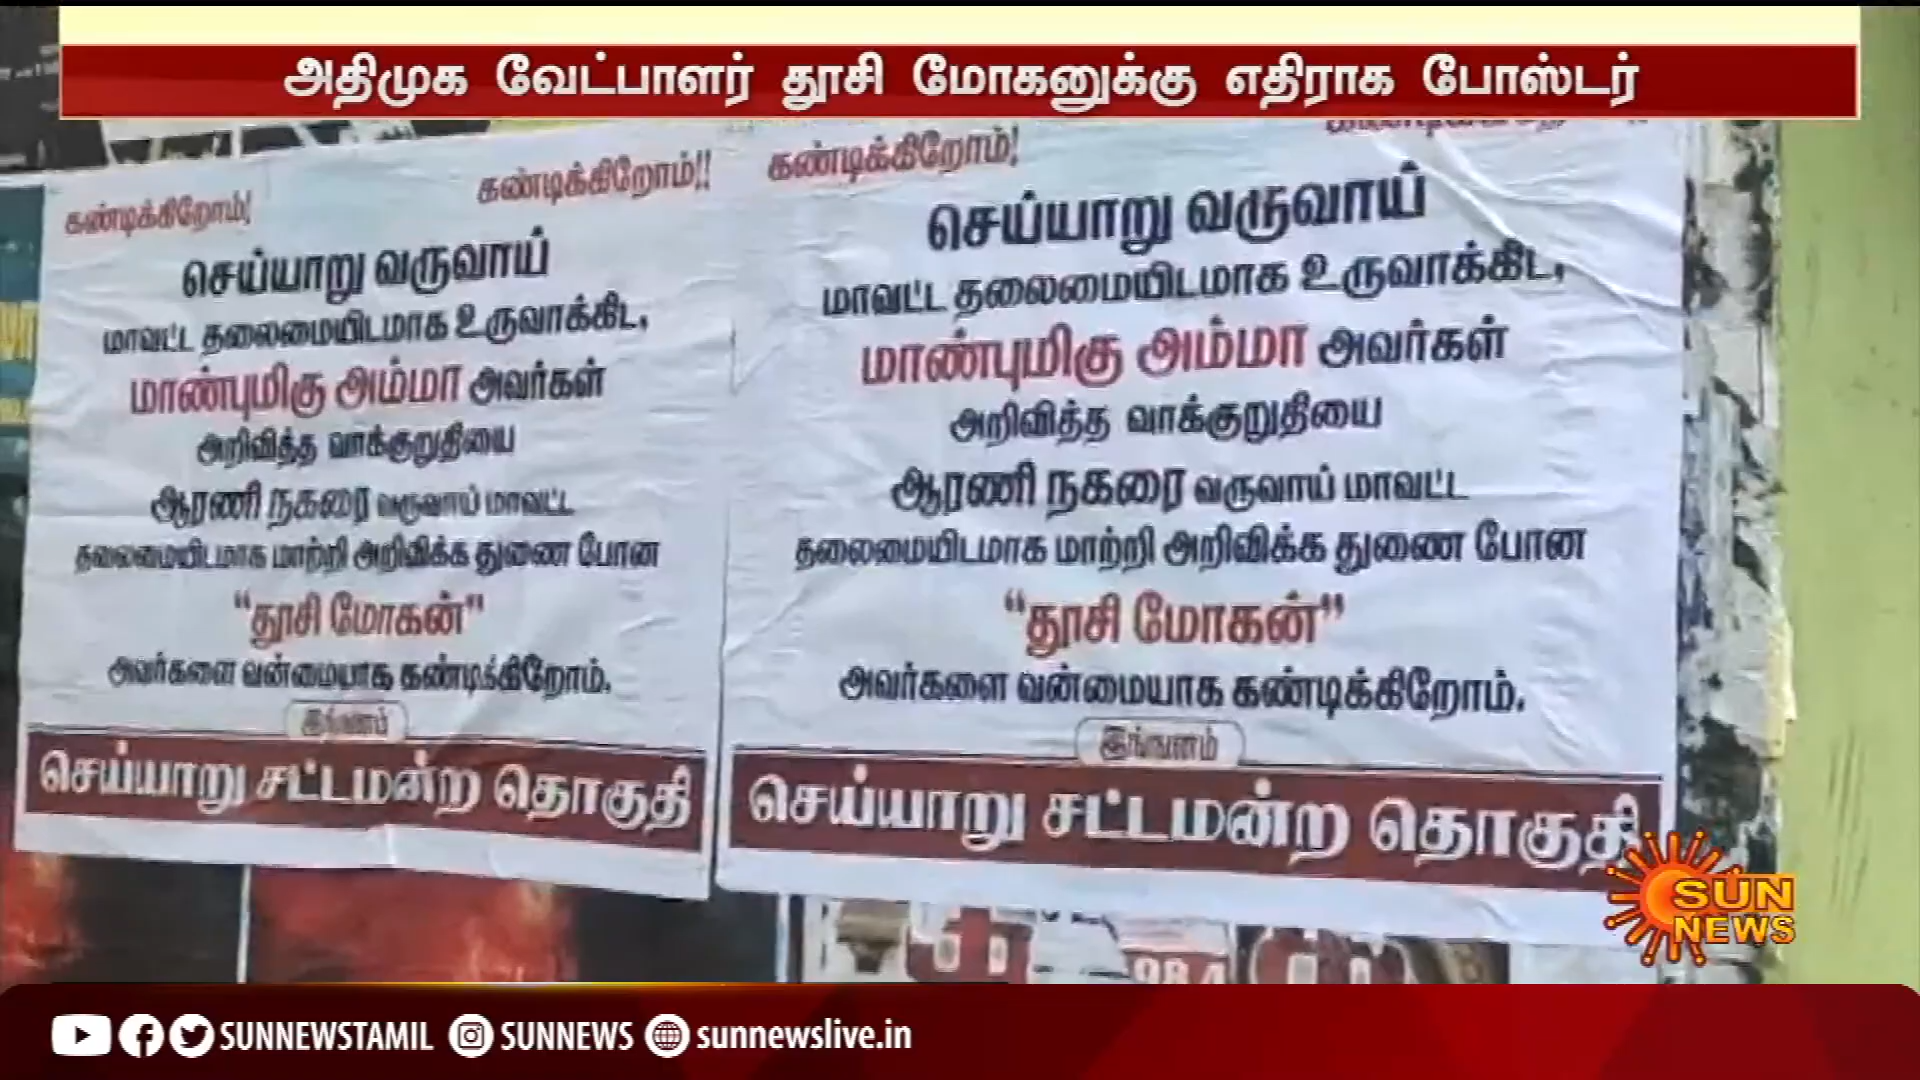 அதிமுக வேட்பாளர் தூசி மோகனுக்கு எதிராக போஸ்டர்
கண்டிக்கிறோம்! கண்டிக்கிறோம்!!
செய்யாறு வருவாய்
மாவட்ட தலைமையிடமாக உருவாக்கிட,
மாண்புமிகு அம்மா அவர்கள்
அறிவித்த வாக்குறுதியை
ஆரணி நகரை வருவாய் மாவட்ட
தலைமையிடமாக மாற்றி அறிவிக்க துணை போன
“தூசி மோகன்”
அவர்களை வன்மையாக கண்டிக்கிறோம்.
இங்ஙனம்
செய்யாறு சட்டமன்ற தொகுதி
கண்டிக்கிறோம்!
செய்யாறு வருவாய்
மாவட்ட தலைமையிடமாக உருவாக்கிட,
மாண்புமிகு அம்மா அவர்கள்
அறிவித்த வாக்குறுதியை
ஆரணி நகரை வருவாய் மாவட்ட
தலைமையிடமாக மாற்றி அறிவிக்க துணை போன
“தூசி மோகன்”
அவர்களை வன்மையாக கண்டிக்கிறோம்.
இங்ஙனம்
செய்யாறு சட்டமன்ற தொகுதி
SUN
NEWS
SUNNEWSTAMIL SUNNEWS sunnewslive.in